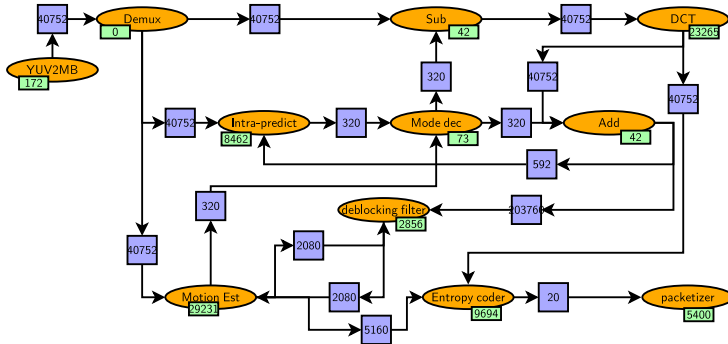 40752
Demux
0
40752
Sub
42
40752
DCT
23265
YUV2MB
172
320
40752
40752
40752
Intra-predict
8462
320
Mode dec
73
320
Add
42
592
320
deblocking filter
2856
203760
40752
2080
Motion Est
29231
2080
5160
Entropy coder
9694
20
packetizer
5400